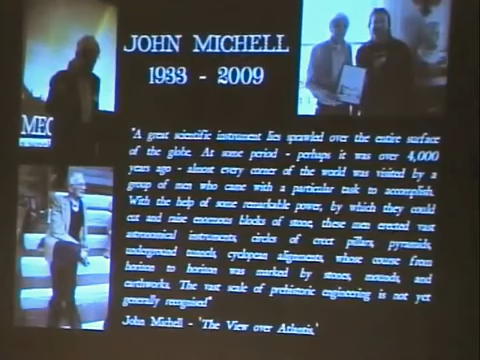 JOHN MICHELL
1933 - 2009
MEG
"A great scientific instrument lies sprawled over the entire surface
of the globe. At some period - perhaps it was over 4,000
years ago - almost every corner of the world was visited by a
group of men who came with a particular task to accomplish.
With the help of some remarkable power, by which they could
cut and raise enormous blocks of stone, these men erected vast
astronomical instruments, circles of erect pillars, pyramids,
underground tunnels, cyclopean alignments, whose course from
horizon to horizon was marked by stones, mounds, and
earthworks. The vast scale of prehistoric engineering is not yet
generally recognised"
John Michell - 'The View over Atlantis.'